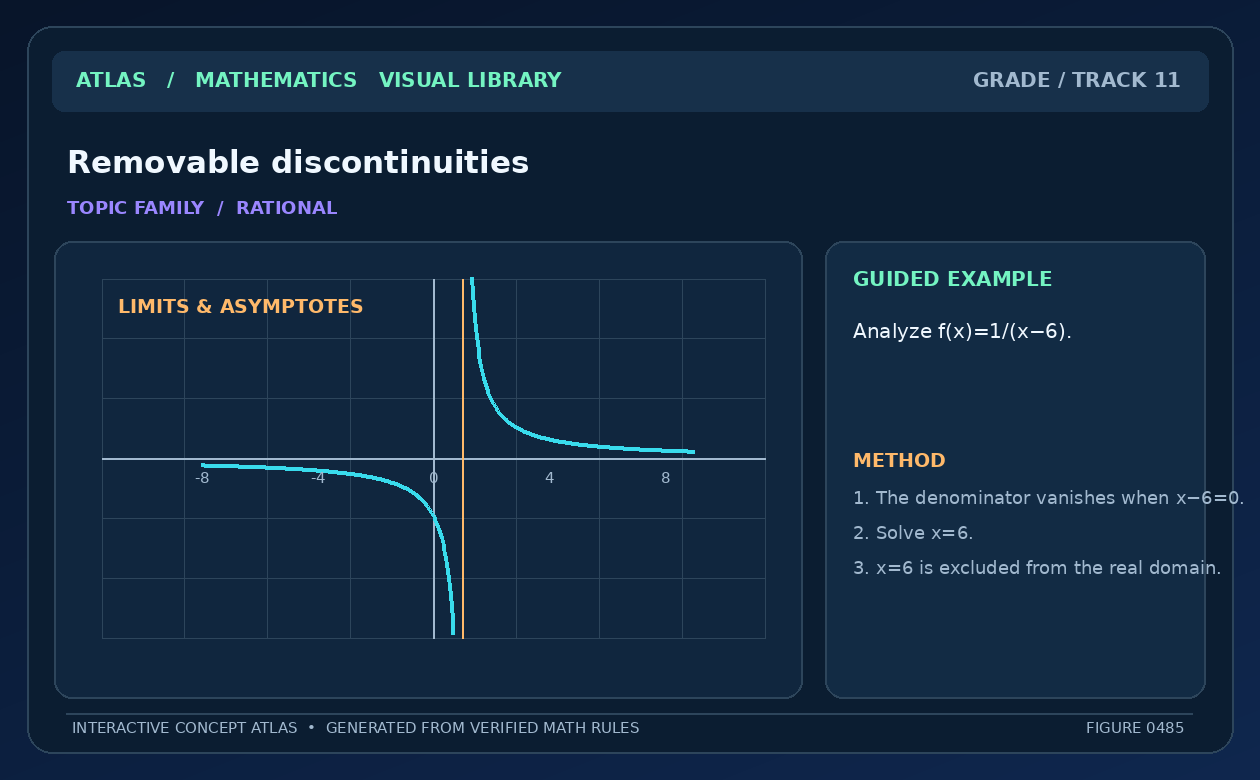 ATLAS / MATHEMATICS VISUAL LIBRARY
GRADE / TRACK 11
Removable discontinuities
TOPIC FAMILY / RATIONAL
LIMITS & ASYMPTOTES
-8 -4 0 4 8
GUIDED EXAMPLE
Analyze f(x)=1/(x−6).
METHOD
1. The denominator vanishes when x−6=0.
2. Solve x=6.
3. x=6 is excluded from the real domain.
INTERACTIVE CONCEPT ATLAS • GENERATED FROM VERIFIED MATH RULES
FIGURE 0485